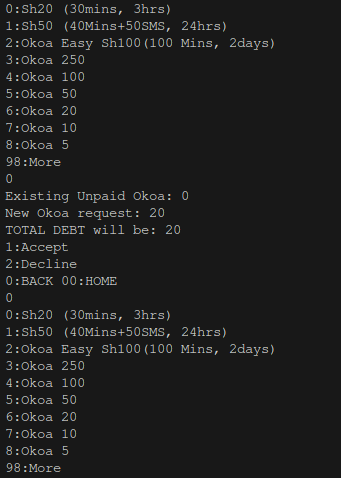 0:Sh20 (30mins, 3hrs)
1:Sh50 (40Mins+50SMS, 24hrs)
2:Okoa Easy Sh100(100 Mins, 2days)
3:Okoa 250
4:Okoa 100
5:Okoa 50
6:Okoa 20
7:Okoa 10
8:Okoa 5
98:More
0
Existing Unpaid Okoa: 0
New Okoa request: 20
TOTAL DEBT will be: 20
1:Accept
2:Decline
0:BACK 00:HOME
0
0:Sh20 (30mins, 3hrs)
1:Sh50 (40Mins+50SMS, 24hrs)
2:Okoa Easy Sh100(100 Mins, 2days)
3:Okoa 250
4:Okoa 100
5:Okoa 50
6:Okoa 20
7:Okoa 10
8:Okoa 5
98:More